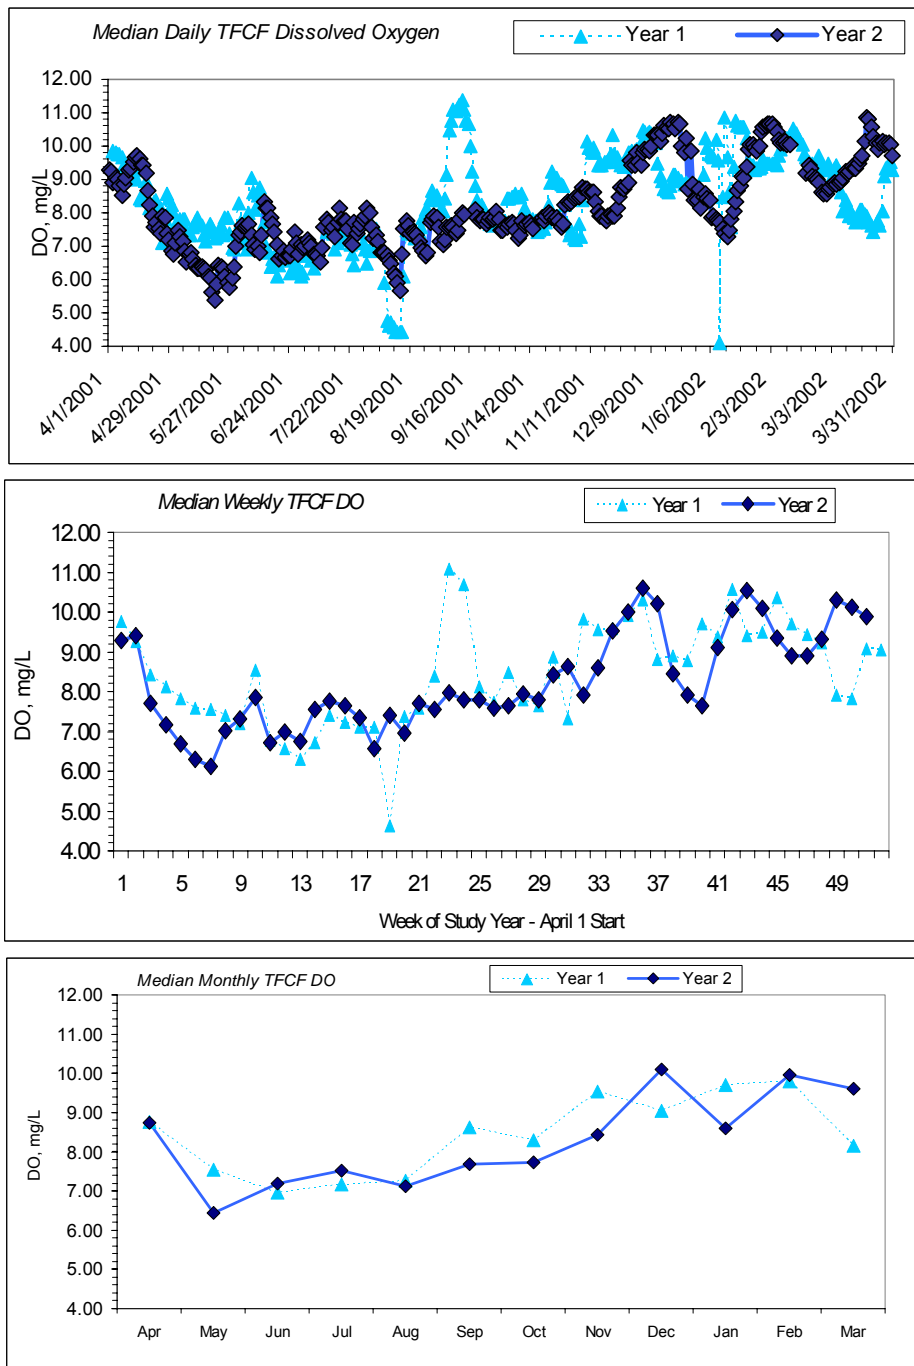 Median Daily TFCF Dissolved Oxygen
Year 1 Year 2
12.00
11.00
10.00
9.00
8.00
7.00
6.00
5.00
4.00
DO, mg/L
4/1/2001 4/29/2001 5/27/2001 6/24/2001 7/22/2001 8/19/2001 9/16/2001 10/14/2001 11/11/2001 12/9/2001 1/6/2002 2/3/2002 3/3/2002 3/31/2002
Median Weekly TFCF DO
Year 1 Year 2
12.00
11.00
10.00
9.00
8.00
7.00
6.00
5.00
4.00
DO, mg/L
1 5 9 13 17 21 25 29 33 37 41 45 49
Week of Study Year - April 1 Start
Median Monthly TFCF DO
Year 1 Year 2
12.00
11.00
10.00
9.00
8.00
7.00
6.00
5.00
4.00
DO, mg/L
Apr May Jun Jul Aug Sep Oct Nov Dec Jan Feb Mar